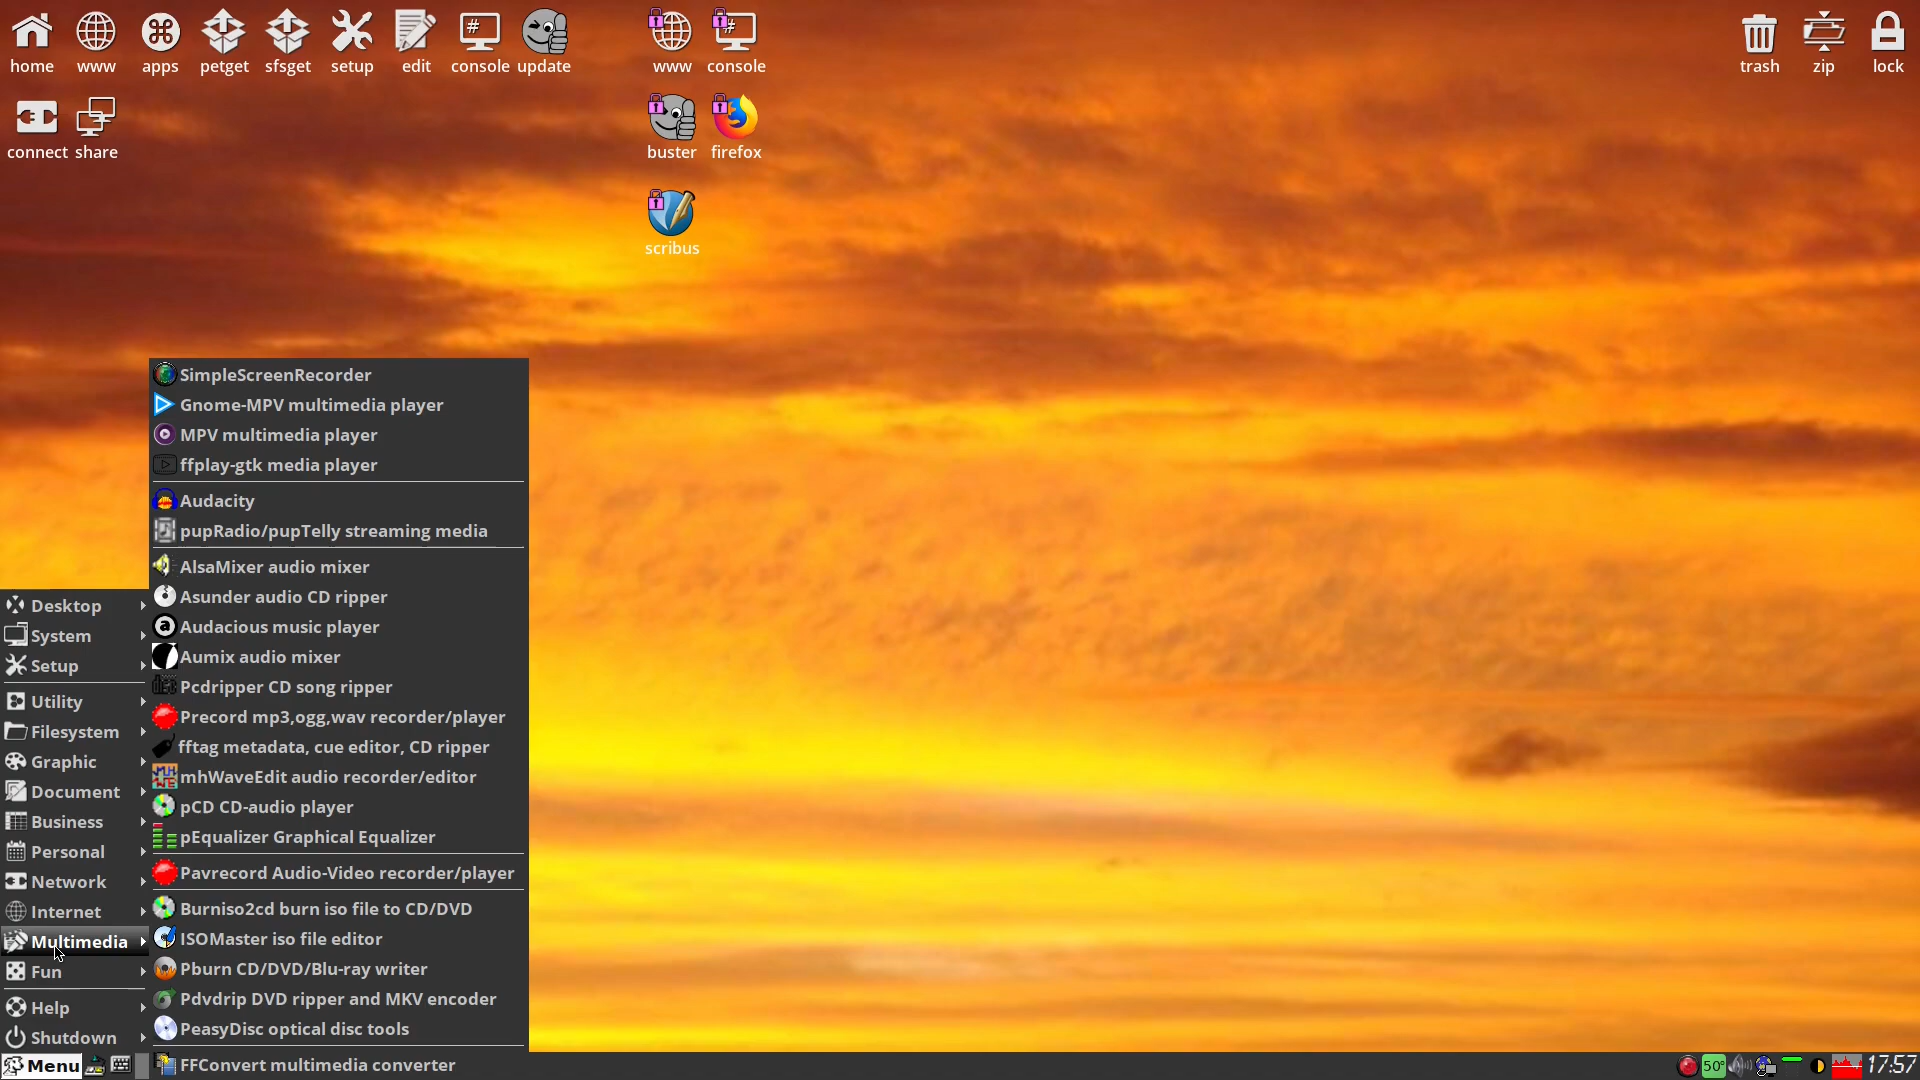 home www apps petget sfsget setup edit console update www console trash zip lock
connect share buster firefox
scribus
SimpleScreenRecorder
Gnome-MPV multimedia player
MPV multimedia player
ffplay-gtk media player
Audacity
pupRadio/pupTelly streaming media
AlsaMixer audio mixer
Asunder audio CD ripper
Audacious music player
Aumix audio mixer
Pcdripper CD song ripper
Precord mp3,ogg,wav recorder/player
fftag metadata, cue editor, CD ripper
mhWaveEdit audio recorder/editor
pCD CD-audio player
pEqualizer Graphical Equalizer
Pavrecord Audio-Video recorder/player
Burniso2cd burn iso file to CD/DVD
ISOMaster iso file editor
Pburn CD/DVD/Blu-ray writer
Pdvdrip DVD ripper and MKV encoder
PeasyDisc optical disc tools
FFConvert multimedia converter
Desktop
System
Setup
Utility
Filesystem
Graphic
Document
Business
Personal
Network
Internet
Multimedia
Fun
Help
Shutdown
Menu
50° 17:57